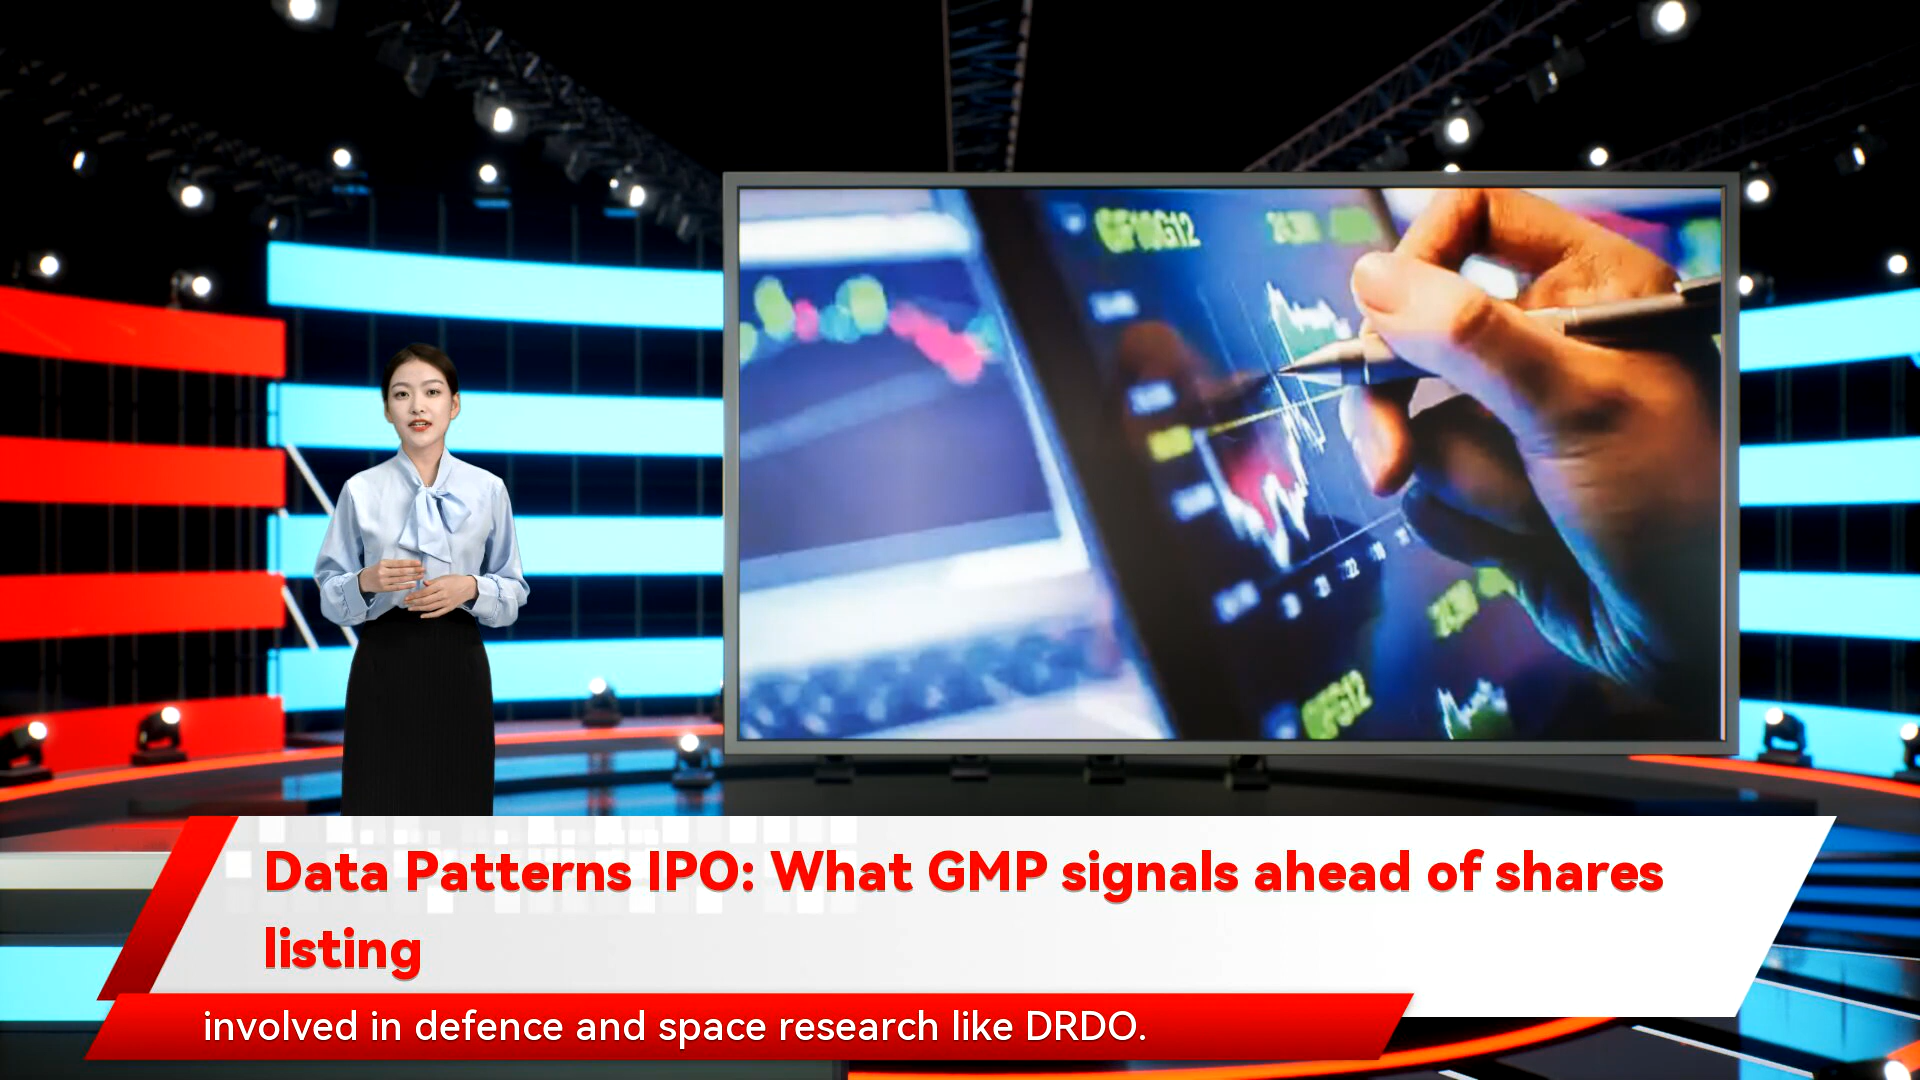 Data Patterns IPO: What GMP signals ahead of shares
listing
involved in defence and space research like DRDO.